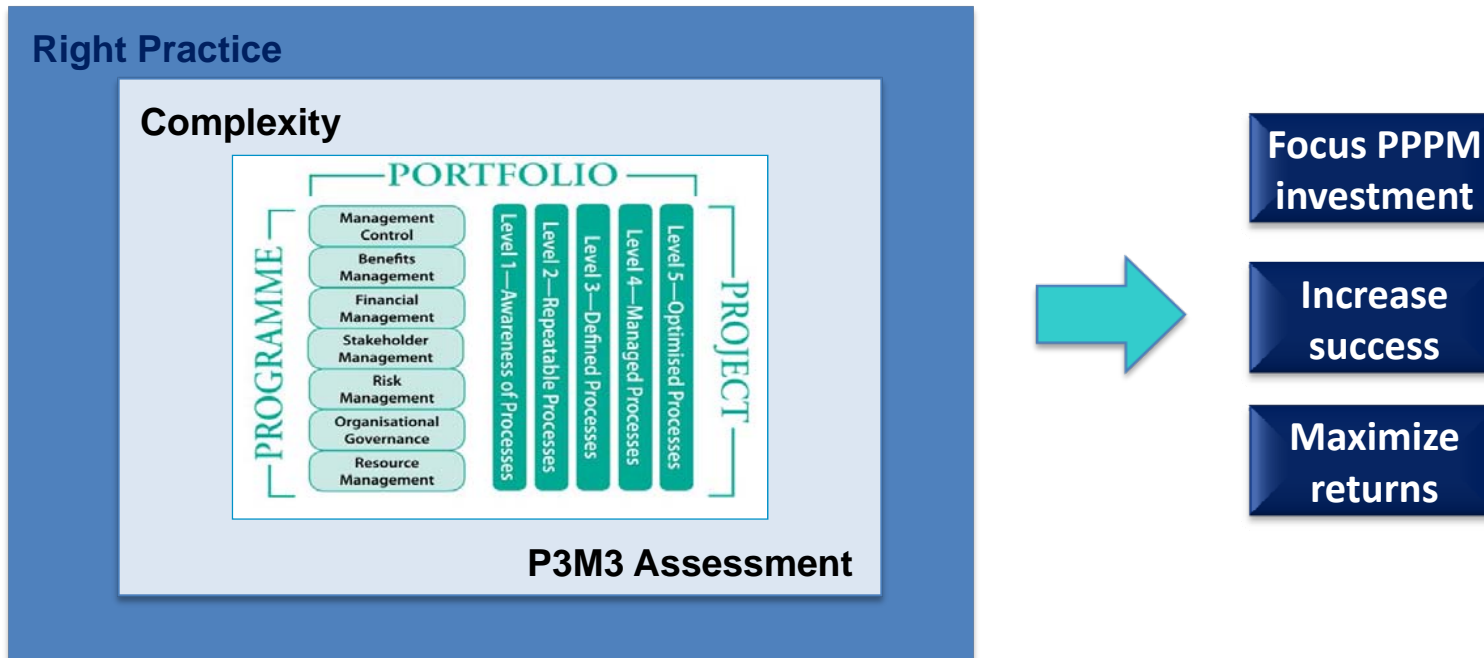 Right Practice
Complexity
PORTFOLIO
PROGRAMME
Management
Control
Benefits
Management
Financial
Management
Stakeholder
Management
Risk
Management
Organisational
Governance
Resource
Management
Level 1—Awareness of Processes
Level 2—Repeatable Processes
Level 3—Defined Processes
Level 4—Managed Processes
Level 5—Optimised Processes
PROJECT
P3M3 Assessment
Focus PPPM
investment
Increase
success
Maximize
returns